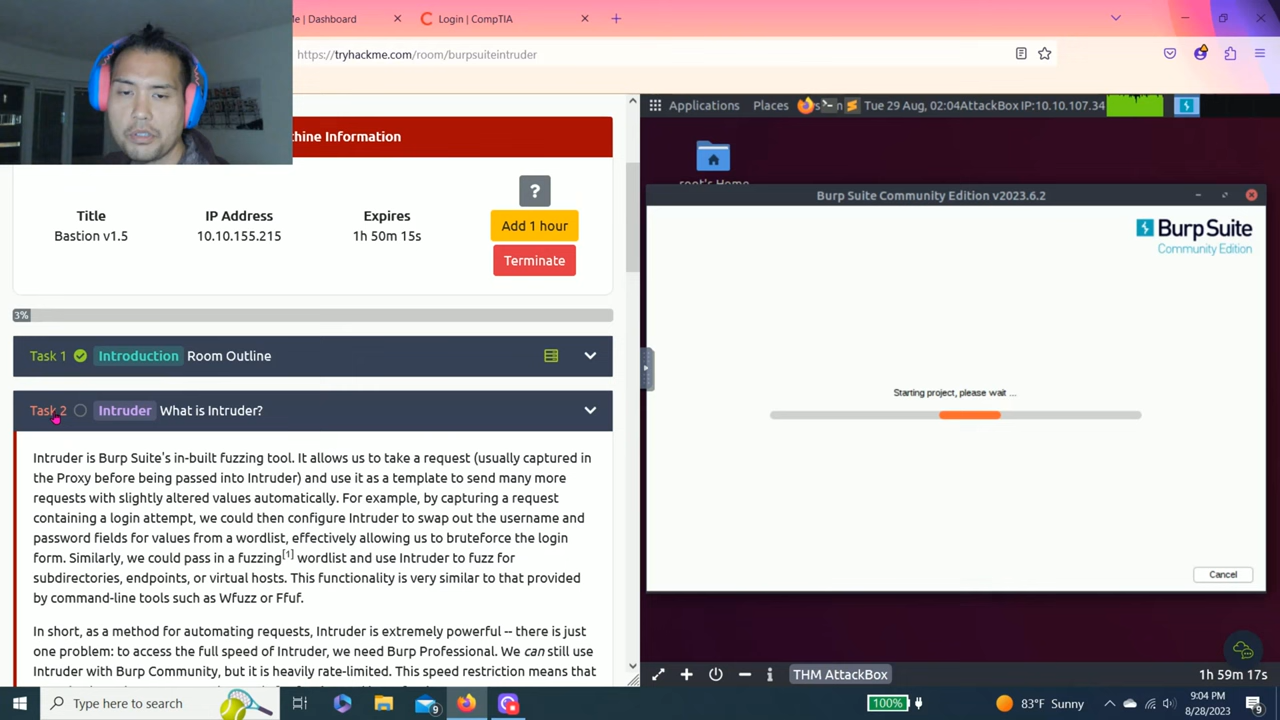 Me | Dashboard
Login | CompTIA
https://tryhackme.com/room/burpsuiteintruder
chine Information
?
Title
IP Address
Expires
Add 1 hour
Bastion v1.5
10.10.155.215
1h 50m 15s
Terminate
3%
Task 1
Introduction
Room Outline
Task 2
Intruder
What is Intruder?
Intruder is Burp Suite's in-built fuzzing tool. It allows us to take a request (usually captured in
the Proxy before being passed into Intruder) and use it as a template to send many more
requests with slightly altered values automatically. For example, by capturing a request
containing a login attempt, we could then configure Intruder to swap out the username and
password fields for values from a wordlist, effectively allowing us to bruteforce the login
form. Similarly, we could pass in a fuzzing[1] wordlist and use Intruder to fuzz for
subdirectories, endpoints, or virtual hosts. This functionality is very similar to that provided
by command-line tools such as Wfuzz or Ffuf.
In short, as a method for automating requests, Intruder is extremely powerful -- there is just
one problem: to access the full speed of Intruder, we need Burp Professional. We can still use
Intruder with Burp Community, but it is heavily rate-limited. This speed restriction means that
Applications
Places
Tue 29 Aug, 02:04
AttackBox IP:10.10.107.34
root's Home
Burp Suite Community Edition v2023.6.2
Burp Suite
Community Edition
Starting project, please wait ...
Cancel
THM AttackBox
1h 59m 17s
Type here to search
9
100%
83°F Sunny
9:04 PM
8/28/2023
9